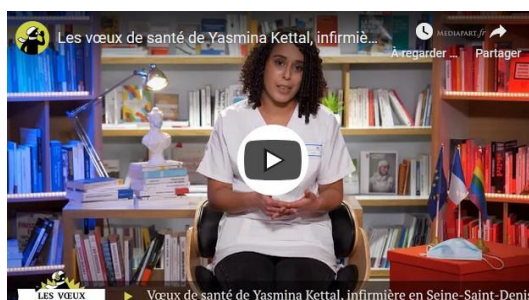 Les vœux de santé de Yasmina Kettal, infirmiè...
MEDIAPART.fr
À regarder ...
Partager
LES VŒUX
Vœux de santé de Yasmina Kettal, infirmière en Seine-Saint-Deni